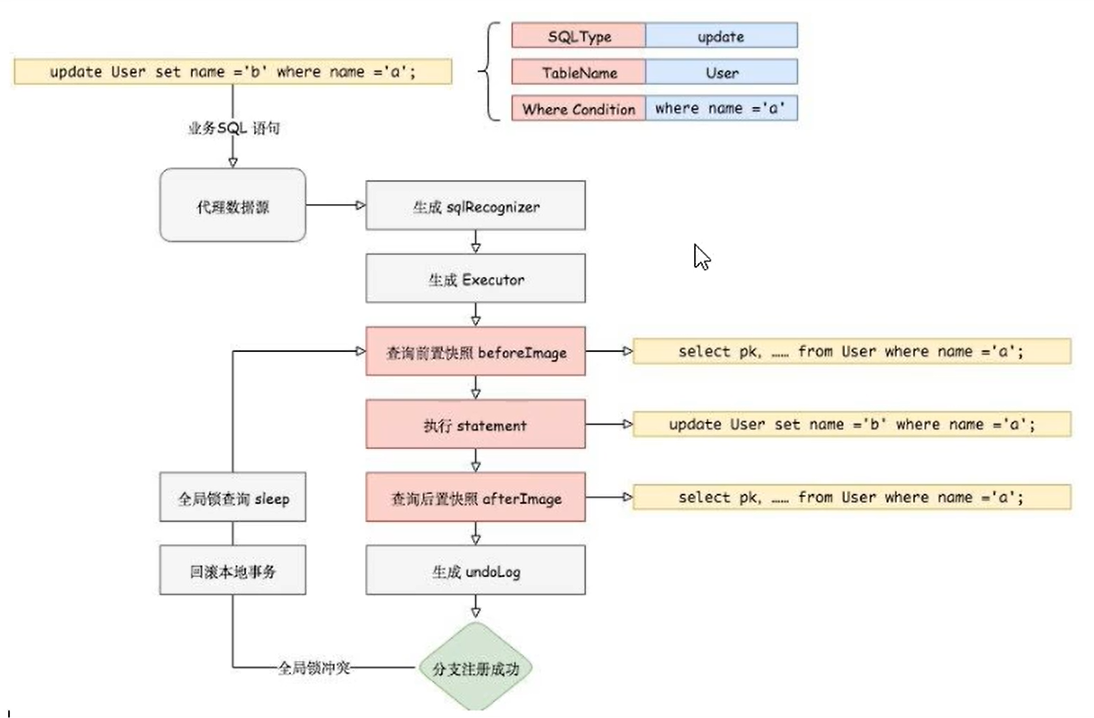 SQLType update
update User set name ='b' where name ='a';
TableName User
Where Condition where name ='a'
业务SQL 语句
代理数据源
生成 sqlRecognizer
生成 Executor
查询前置快照 beforeImage
select pk, …… from User where name ='a';
执行 statement
update User set name ='b' where name ='a';
全局锁查询 sleep
查询后置快照 afterImage
select pk, …… from User where name ='a';
回滚本地事务
生成 undoLog
全局锁冲突
分支注册成功